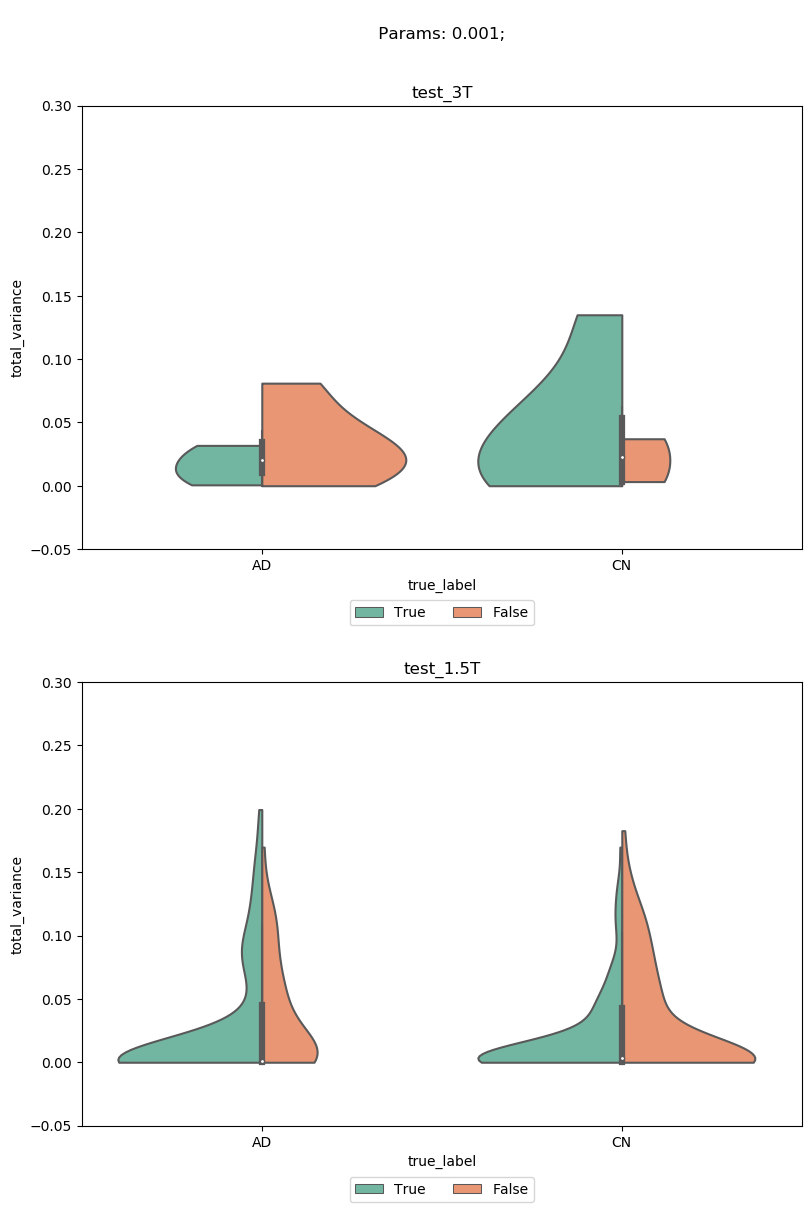 Params: 0.001;
test_3T
0.30
0.25
0.20
0.15
0.10
0.05
0.00
−0.05
total_variance
AD CN
true_label
True False
test_1.5T
0.30
0.25
0.20
0.15
0.10
0.05
0.00
−0.05
total_variance
AD CN
true_label
True False